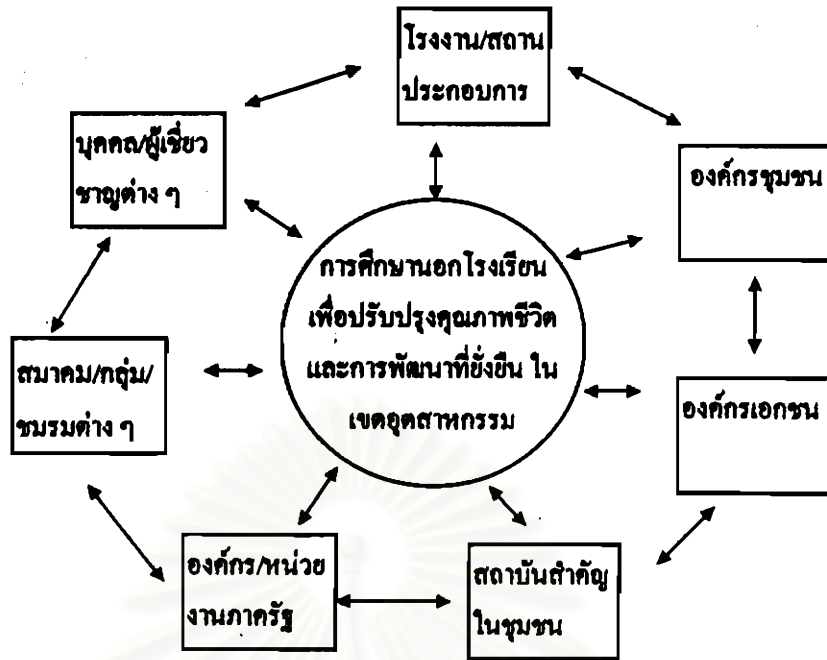 โรงงาน/สถาน
ประกอบการ
บุคคล/ผู้เชี่ยว
ชาญต่าง ๆ
องค์กรชุมชน
การศึกษานอกโรงเรียน
เพื่อปรับปรุงคุณภาพชีวิต
และการพัฒนาที่ยั่งยืน ใน
เขตอุตสาหกรรม
สมาคม/กลุ่ม/
ชมรมต่าง ๆ
องค์กรเอกชน
องค์กร/หน่วย
งานภาครัฐ
สถาบันสำคัญ
ในชุมชน